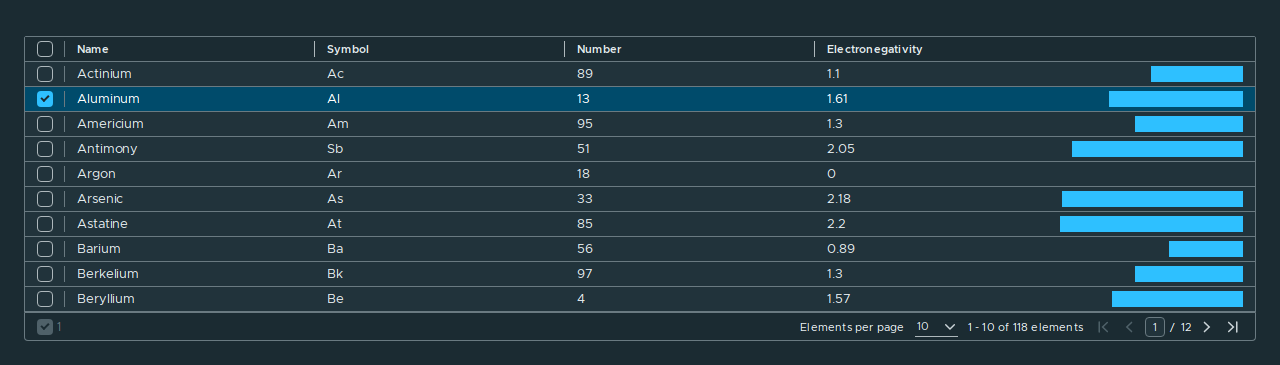 Name Symbol Number Electronegativity
Actinium Ac 89 1.1
Aluminum Al 13 1.61
Americium Am 95 1.3
Antimony Sb 51 2.05
Argon Ar 18 0
Arsenic As 33 2.18
Astatine At 85 2.2
Barium Ba 56 0.89
Berkelium Bk 97 1.3
Beryllium Be 4 1.57
1 Elements per page 10 1 - 10 of 118 elements 1 / 12